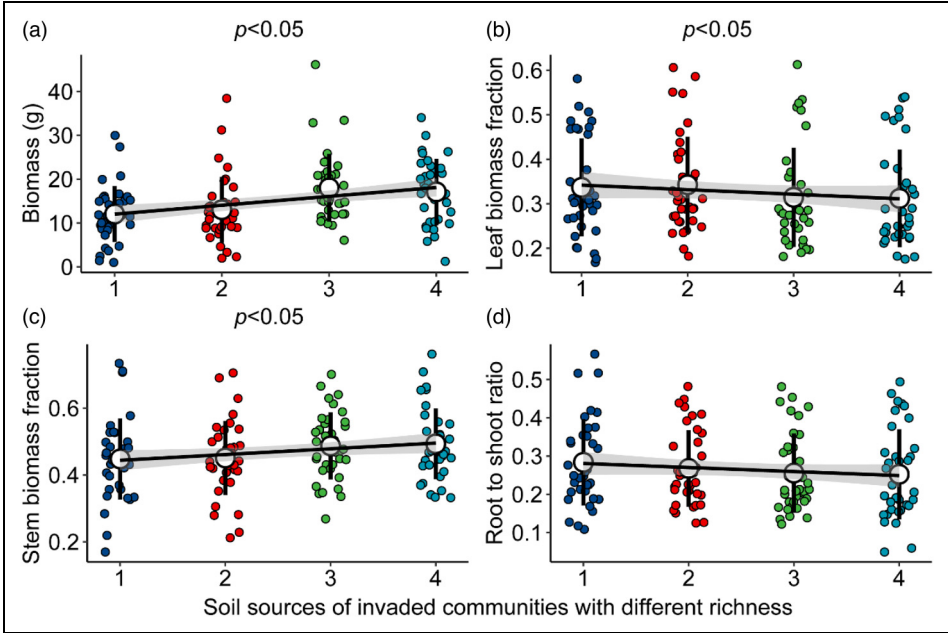 (a)
p<0.05
Biomass (g)
40
30
20
10
0
1 2 3 4
(b)
p<0.05
Leaf biomass fraction
0.6
0.5
0.4
0.3
0.2
1 2 3 4
(c)
p<0.05
Stem biomass fraction
0.6
0.4
0.2
1 2 3 4
(d)
Root to shoot ratio
0.5
0.4
0.3
0.2
0.1
1 2 3 4
Soil sources of invaded communities with different richness